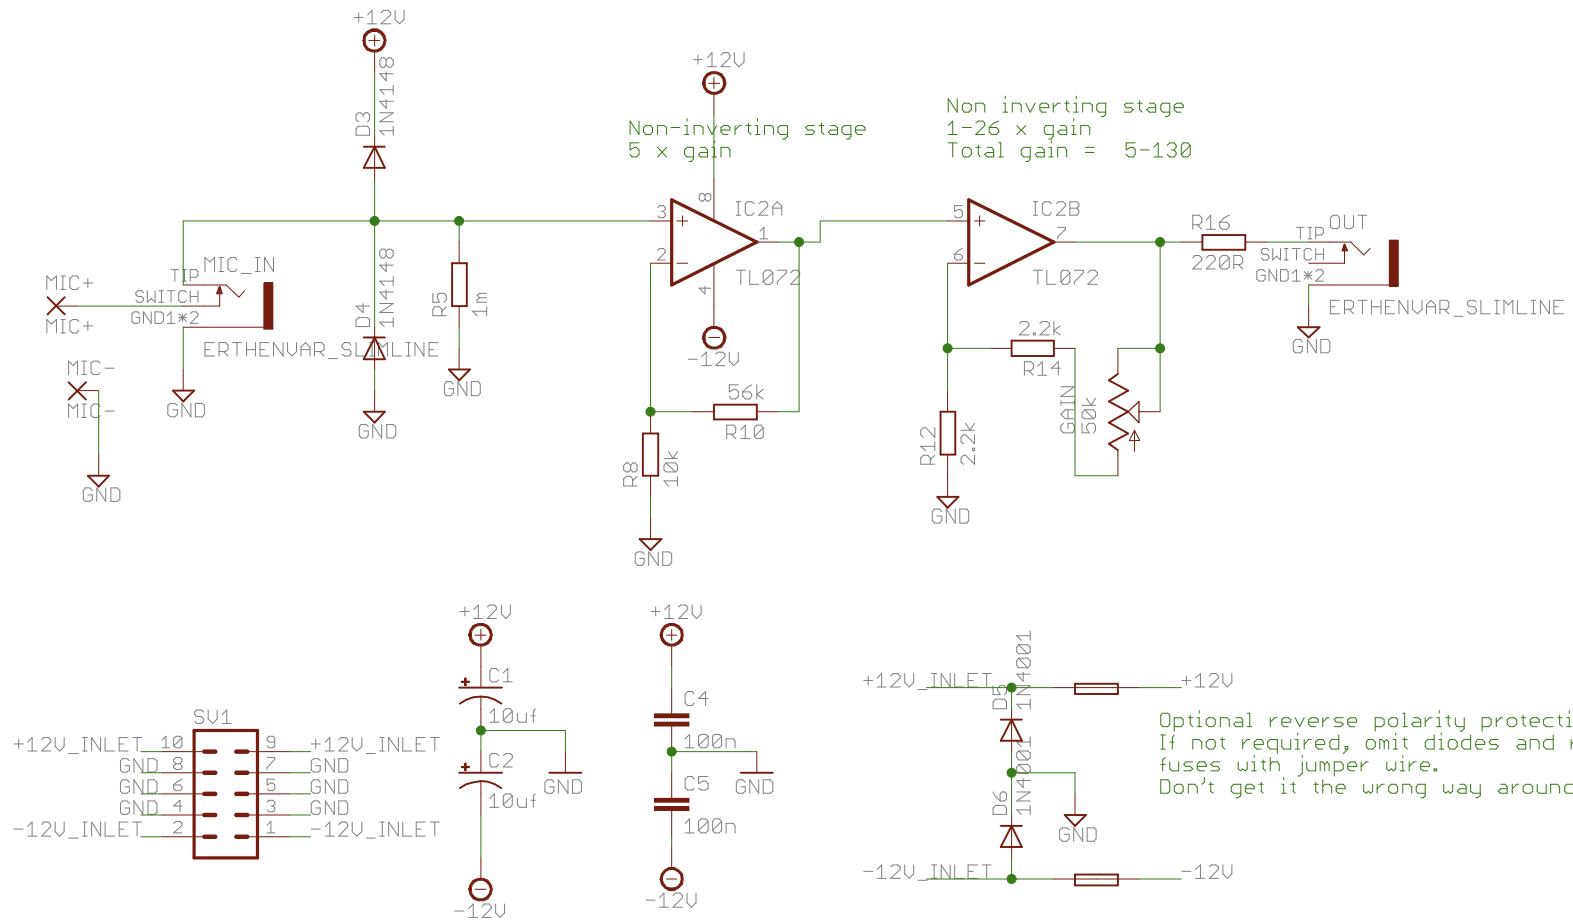 +12V
D3
1N4148
+12V
Non-inverting stage
5 x gain
Non inverting stage
1-26 x gain
Total gain = 5-130
8
3
+
IC2A
1
2
−
TL072
4
-12V
5
+
IC2B
7
6
−
TL072
R16
220R
OUT
TIP
SWITCH
GND1*2
ERTHENVAR_SLIMLINE
GND
MIC+
MIC+
TIP
MIC_IN
SWITCH
GND1*2
ERTHENVAR_SLIMLINE
GND
MIC-
MIC-
GND
D4
1N4148
GND
R5
1m
GND
56k
R10
R8
10k
GND
2.2k
R14
R12
2.2k
GND
GAIN
50k
SV1
+12V_INLET 10 9 +12V_INLET
GND 8 7 GND
GND 6 5 GND
GND 4 3 GND
-12V_INLET 2 1 -12V_INLET
+12V
C1
10uf
C2
10uf
GND
-12V
+12V
C4
100n
C5
100n
GND
-12V
+12V_INLET
D5
1N4001
+12V
D6
1N4001
GND
-12V_INLET
-12V
Optional reverse polarity protecti
If not required, omit diodes and
fuses with jumper wire.
Don't get it the wrong way aroun